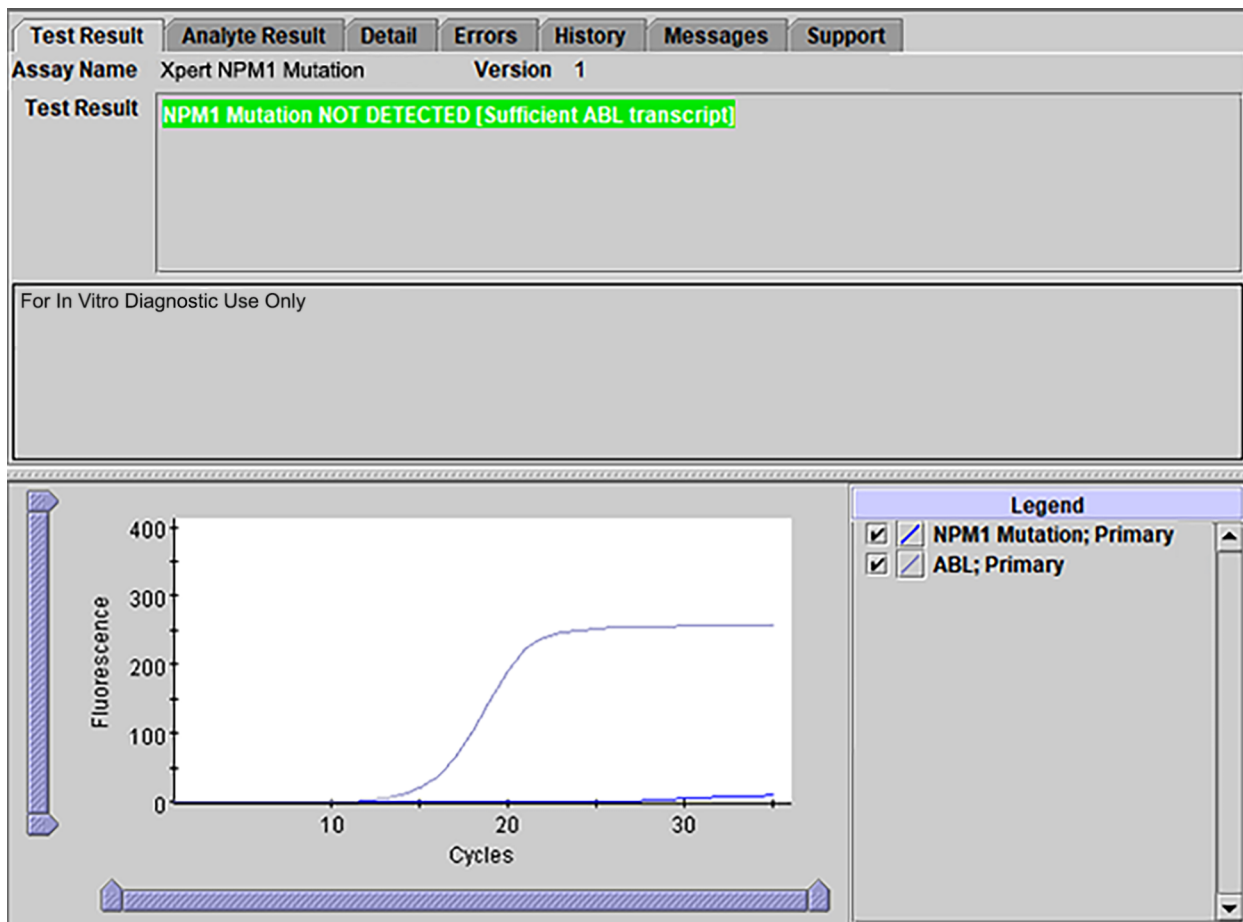 Test Result Analyte Result Detail Errors History Messages Support
Assay Name Xpert NPM1 Mutation Version 1
Test Result NPM1 Mutation NOT DETECTED [Sufficient ABL transcript]
For In Vitro Diagnostic Use Only
Legend
NPM1 Mutation; Primary
ABL; Primary
400
300
200
100
0
Fluorescence
10 20 30
Cycles